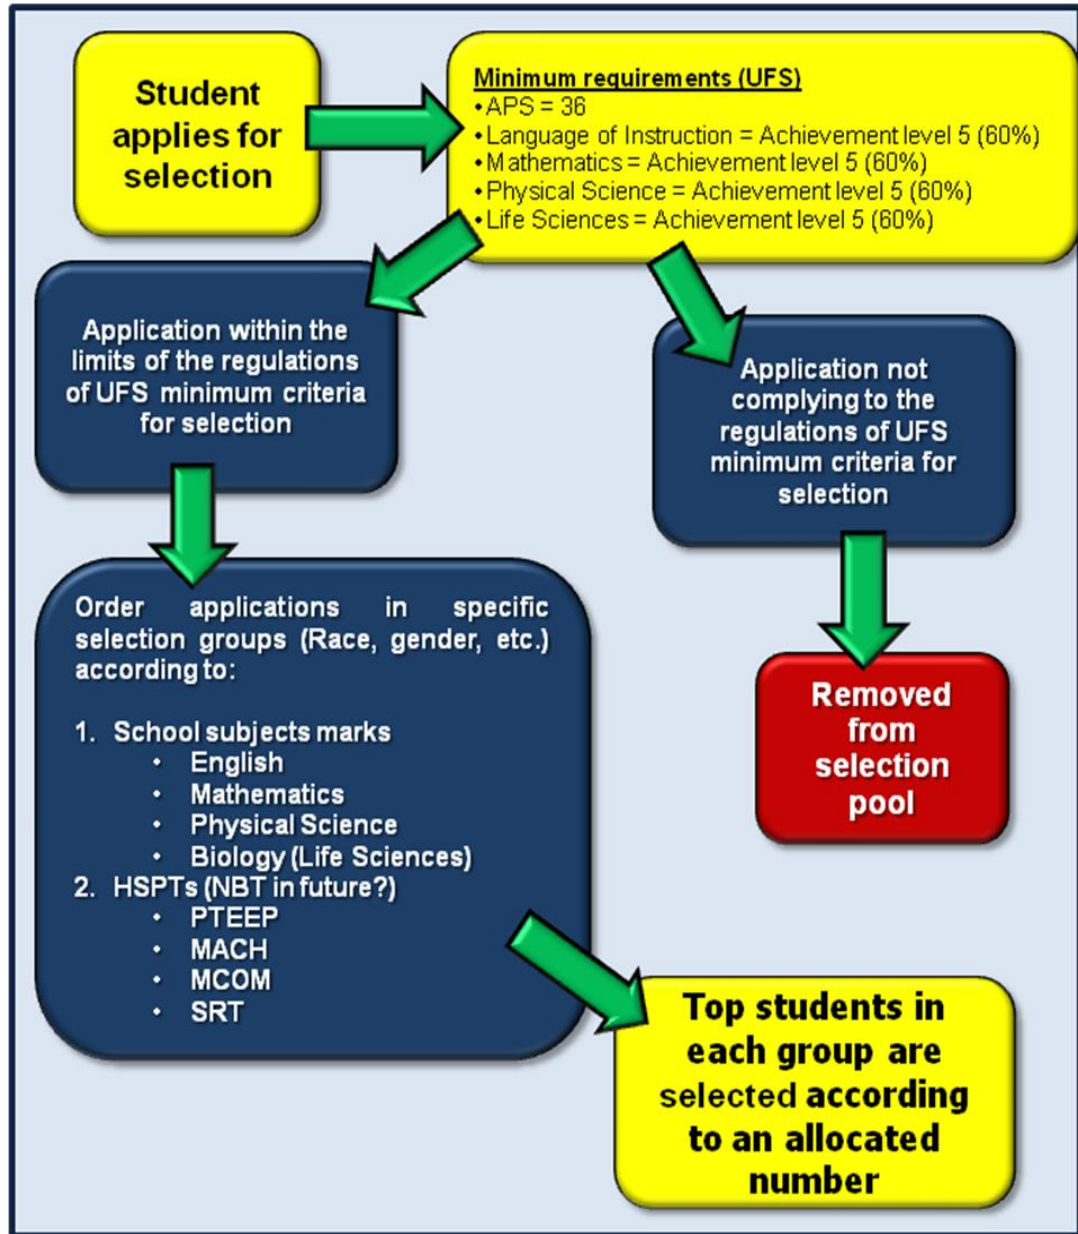 Student
applies for
selection
Minimum requirements (UFS)
•APS = 36
•Language of Instruction = Achievement level 5 (60%)
•Mathematics = Achievement level 5 (60%)
•Physical Science = Achievement level 5 (60%)
•Life Sciences = Achievement level 5 (60%)
Application within the
limits of the regulations
of UFS minimum criteria
for selection
Application not
complying to the
regulations of UFS
minimum criteria for
selection
Order applications in specific
selection groups (Race, gender, etc.)
according to:
1. School subjects marks
• English
• Mathematics
• Physical Science
• Biology (Life Sciences)
2. HSPTs (NBT in future?)
• PTEEP
• MACH
• MCOM
• SRT
Removed
from
selection
pool
Top students in
each group are
selected according
to an allocated
number